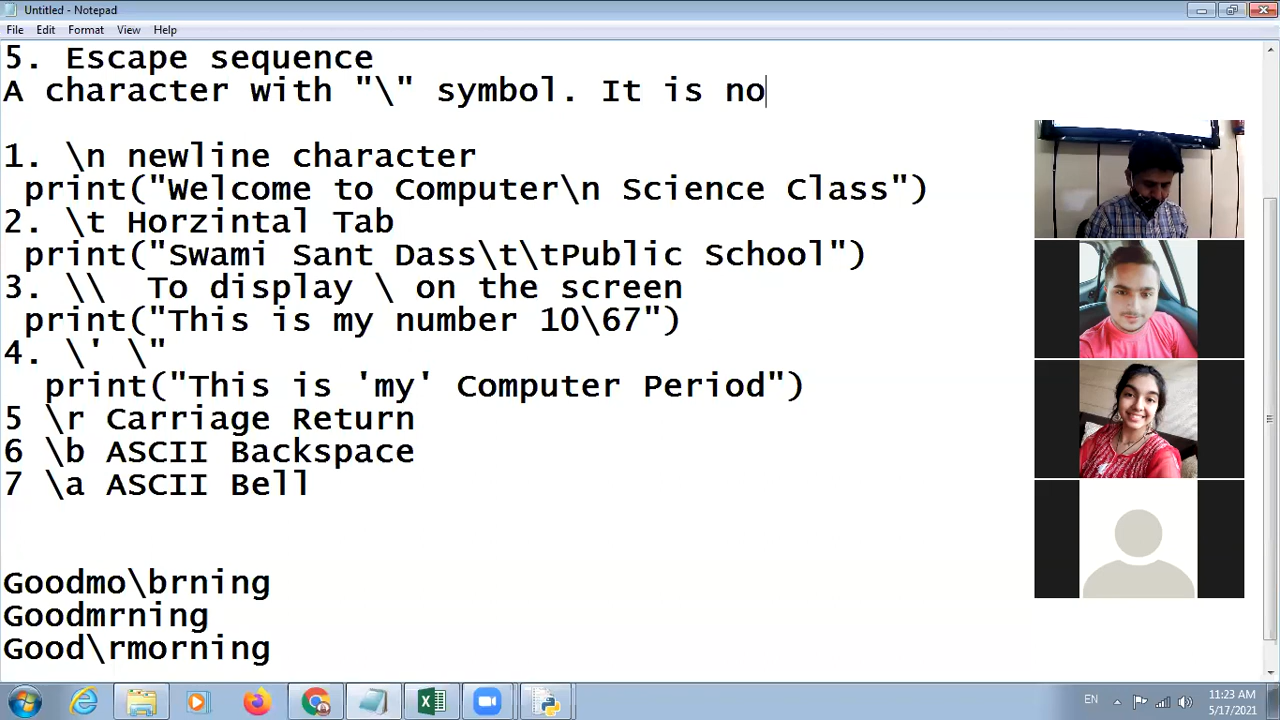 Untitled - Notepad
File Edit Format View Help
5. Escape sequence
A character with "\" symbol. It is no
1. \n newline character
print("Welcome to Computer\n Science Class")
2. \t Horzintal Tab
print("Swami Sant Dass\t\tPublic School")
3. \\ To display \ on the screen
print("This is my number 10\67")
4. \' \"
print("This is 'my' Computer Period")
5 \r Carriage Return
6 \b ASCII Backspace
7 \a ASCII Bell
Goodmo\brning
Goodmrning
Good\rmorning
EN
11:23 AM
5/17/2021